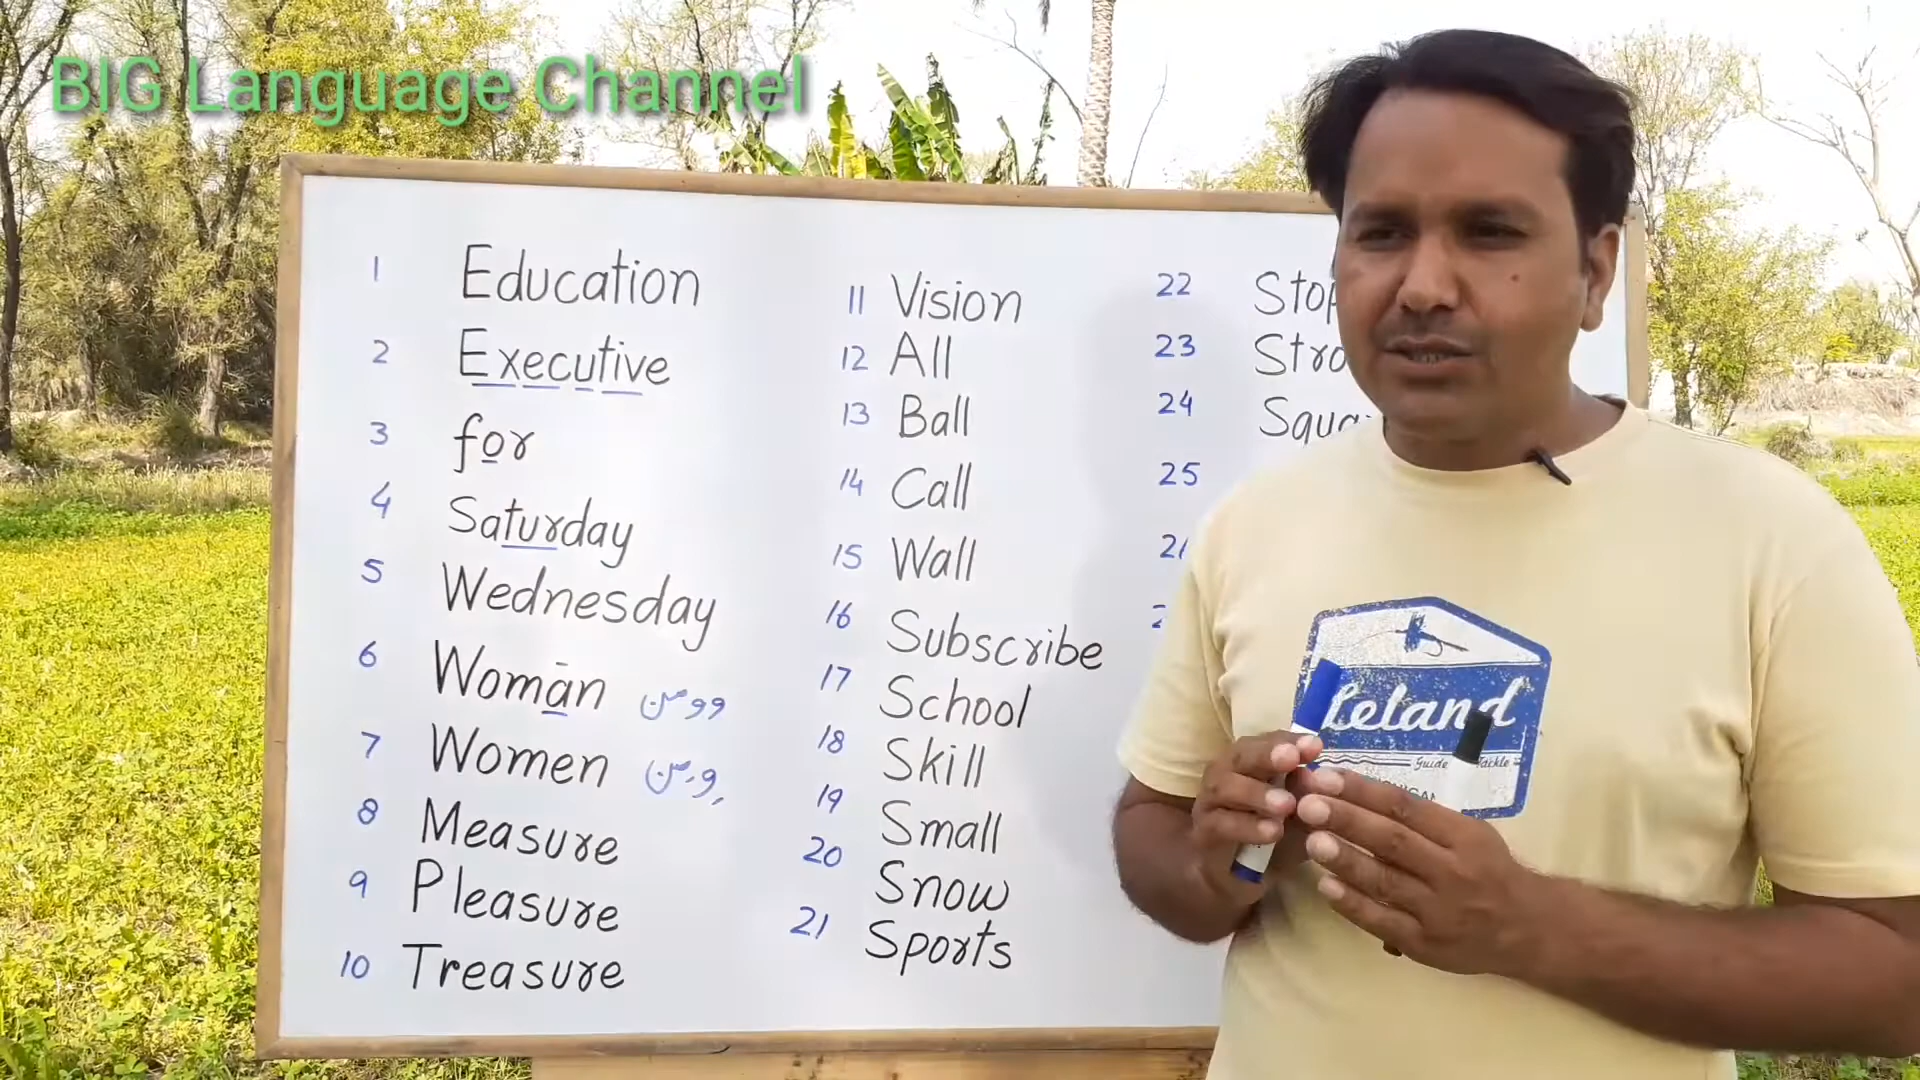 BIG Language Channel
1 Education
2 Executive
3 for
4 Saturday
5 Wednesday
6 Woman وومن
7 Women ومن
8 Measure
9 Pleasure
10 Treasure
11 Vision
12 All
13 Ball
14 Call
15 Wall
16 Subscribe
17 School
18 Skill
19 Small
20 Snow
21 Sports
22
23
24
25
Leland
Guide Tackle